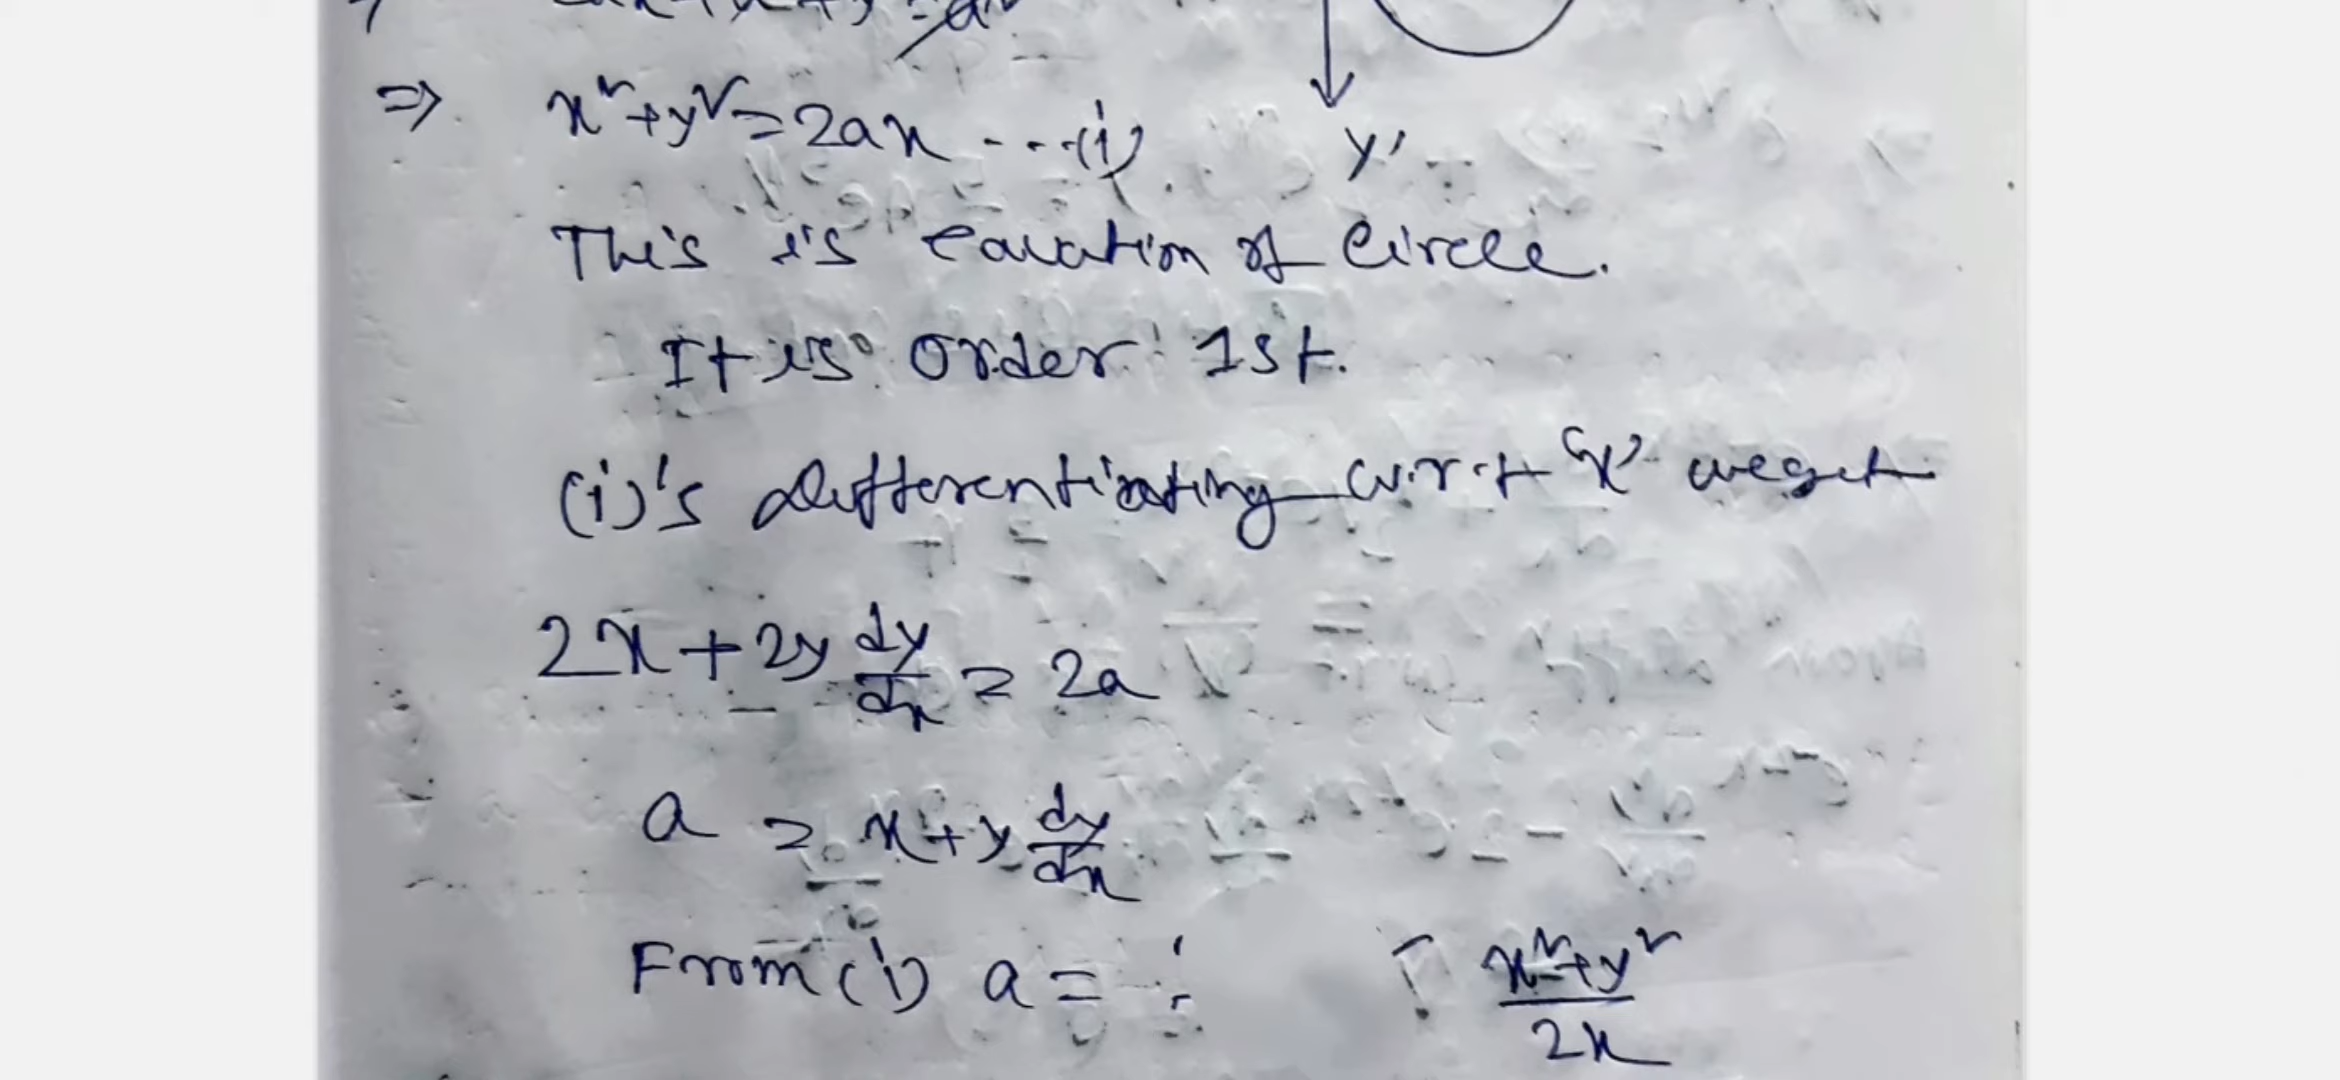 ⇒ x²+y²=2ax ---(i)
y'
This is equation of Circle.
It is order 1st.
(i)'s differentiating w.r.t 'x' we get
2x+2y dy/dx = 2a
a = x+y dy/dx
From (i) a = x²+y²/2x